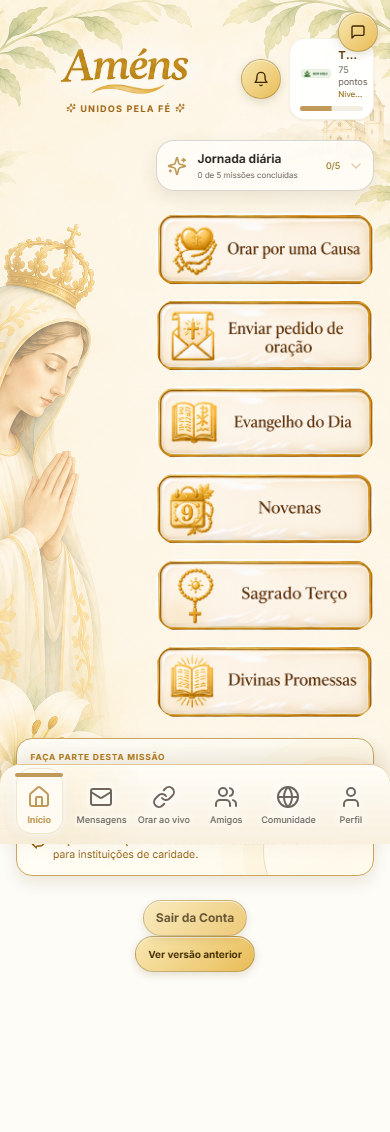 Améns
UNIDOS PELA FÉ
T...
75
pontos
Níve...
Jornada diária
0 de 5 missões concluídas
0/5
Orar por uma Causa
Enviar pedido de
oração
Evangelho do Dia
9
Novenas
Sagrado Terço
Divinas Promessas
FAÇA PARTE DESTA MISSÃO
Início
Mensagens
Orar ao vivo
Amigos
Comunidade
Perfil
para instituições de caridade.
Sair da Conta
Ver versão anterior